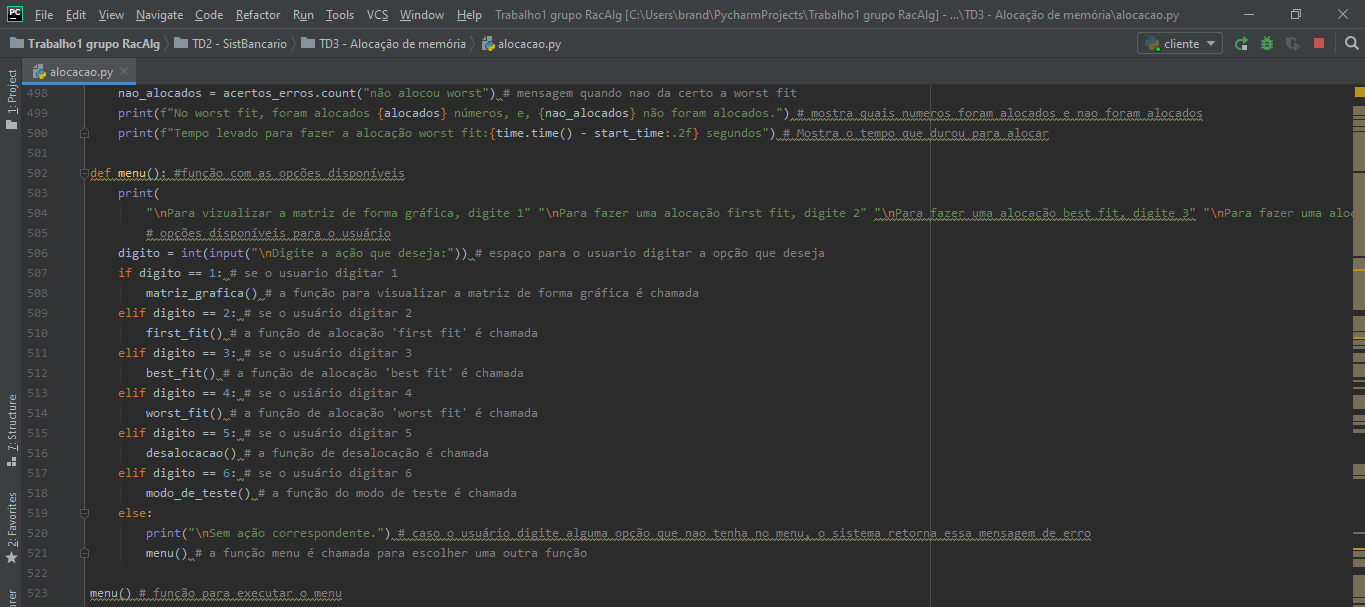 PC File Edit View Navigate Code Refactor Run Tools VCS Window Help Trabalho1 grupo RacAlg [C:\Users\brand\PycharmProjects\Trabalho1 grupo RacAlg] - ...\TD3 - Alocação de memória\alocacao.py
Trabalho1 grupo RacAlg TD2 - SistBancario TD3 - Alocação de memória alocacao.py cliente
alocacao.py
1: Project
7: Structure
2: Favorites
498 nao_alocados = acertos_erros.count("não alocou worst") # mensagem quando nao da certo a worst fit
499 print(f"No worst fit, foram alocados {alocados} números, e, {nao_alocados} não foram alocados.") # mostra quais numeros foram alocados e nao foram alocados
500 print(f"Tempo levado para fazer a alocação worst fit:{time.time() - start_time:.2f} segundos") # Mostra o tempo que durou para alocar
501
502 def menu(): #função com as opções disponíveis
503 print(
504 "\nPara vizualizar a matriz de forma gráfica, digite 1" "\nPara fazer uma alocação first fit, digite 2" "\nPara fazer uma alocação best fit, digite 3" "\nPara fazer uma aloc
505 # opções disponíveis para o usuário
506 digito = int(input("\nDigite a ação que deseja:")) # espaço para o usuario digitar a opção que deseja
507 if digito == 1: # se o usuario digitar 1
508 matriz_grafica() # a função para visualizar a matriz de forma gráfica é chamada
509 elif digito == 2: # se o usuário digitar 2
510 first_fit() # a função de alocação 'first fit' é chamada
511 elif digito == 3: # se o usuário digitar 3
512 best_fit() # a função de alocação 'best fit' é chamada
513 elif digito == 4: # se o usiário digitar 4
514 worst_fit() # a função de alocação 'worst fit' é chamada
515 elif digito == 5: # se o usuário digitar 5
516 desalocacao() # a função de desalocação é chamada
517 elif digito == 6: # se o usuário digitar 6
518 modo_de_teste() # a função do modo de teste é chamada
519 else:
520 print("\nSem ação correspondente.") # caso o usuário digite alguma opção que nao tenha no menu, o sistema retorna essa mensagem de erro
521 menu() # a função menu é chamada para escolher uma outra função
522
523 menu() # função para executar o menu